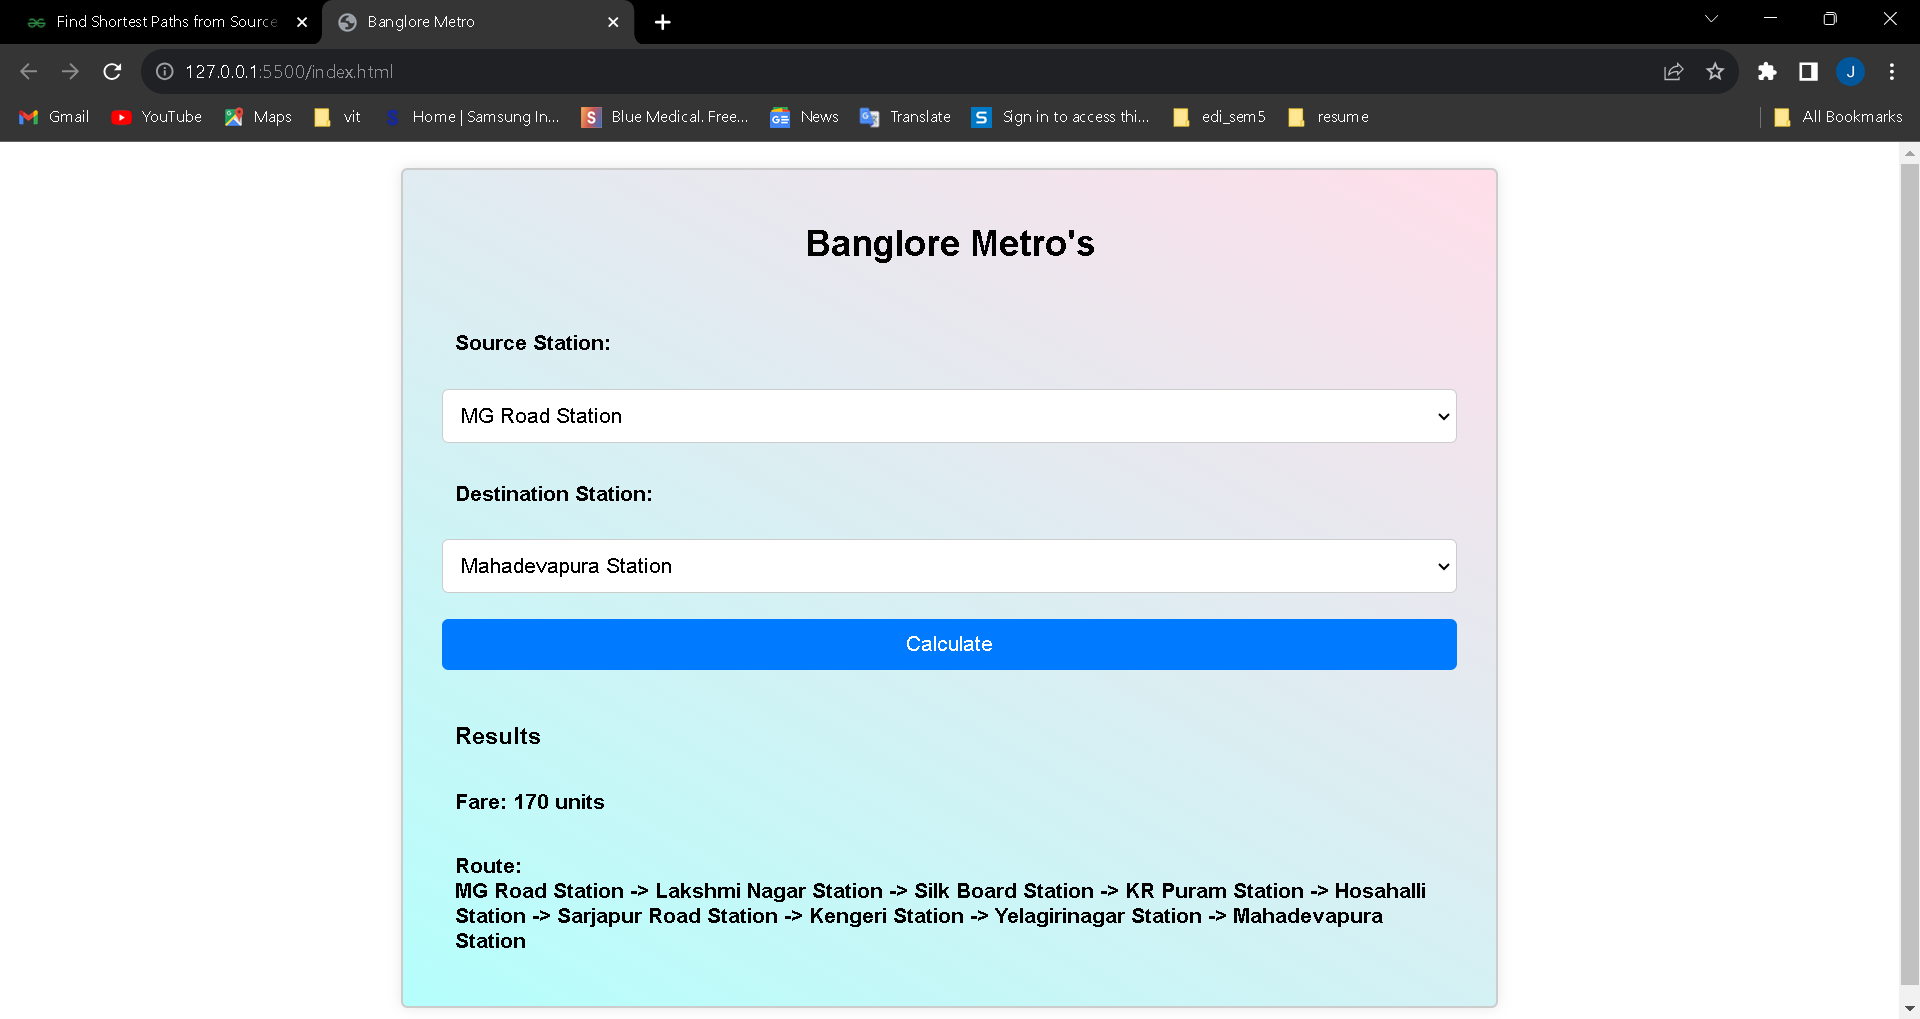 Find Shortest Paths from Source
Banglore Metro
127.0.0.1:5500/index.html
J
Gmail
YouTube
Maps
vit
Home | Samsung In...
Blue Medical. Free...
News
Translate
Sign in to access thi...
edi_sem5
resume
All Bookmarks
Banglore Metro's
Source Station:
MG Road Station
Destination Station:
Mahadevapura Station
Calculate
Results
Fare: 170 units
Route:
MG Road Station -> Lakshmi Nagar Station -> Silk Board Station -> KR Puram Station -> Hosahalli
Station -> Sarjapur Road Station -> Kengeri Station -> Yelagirinagar Station -> Mahadevapura
Station